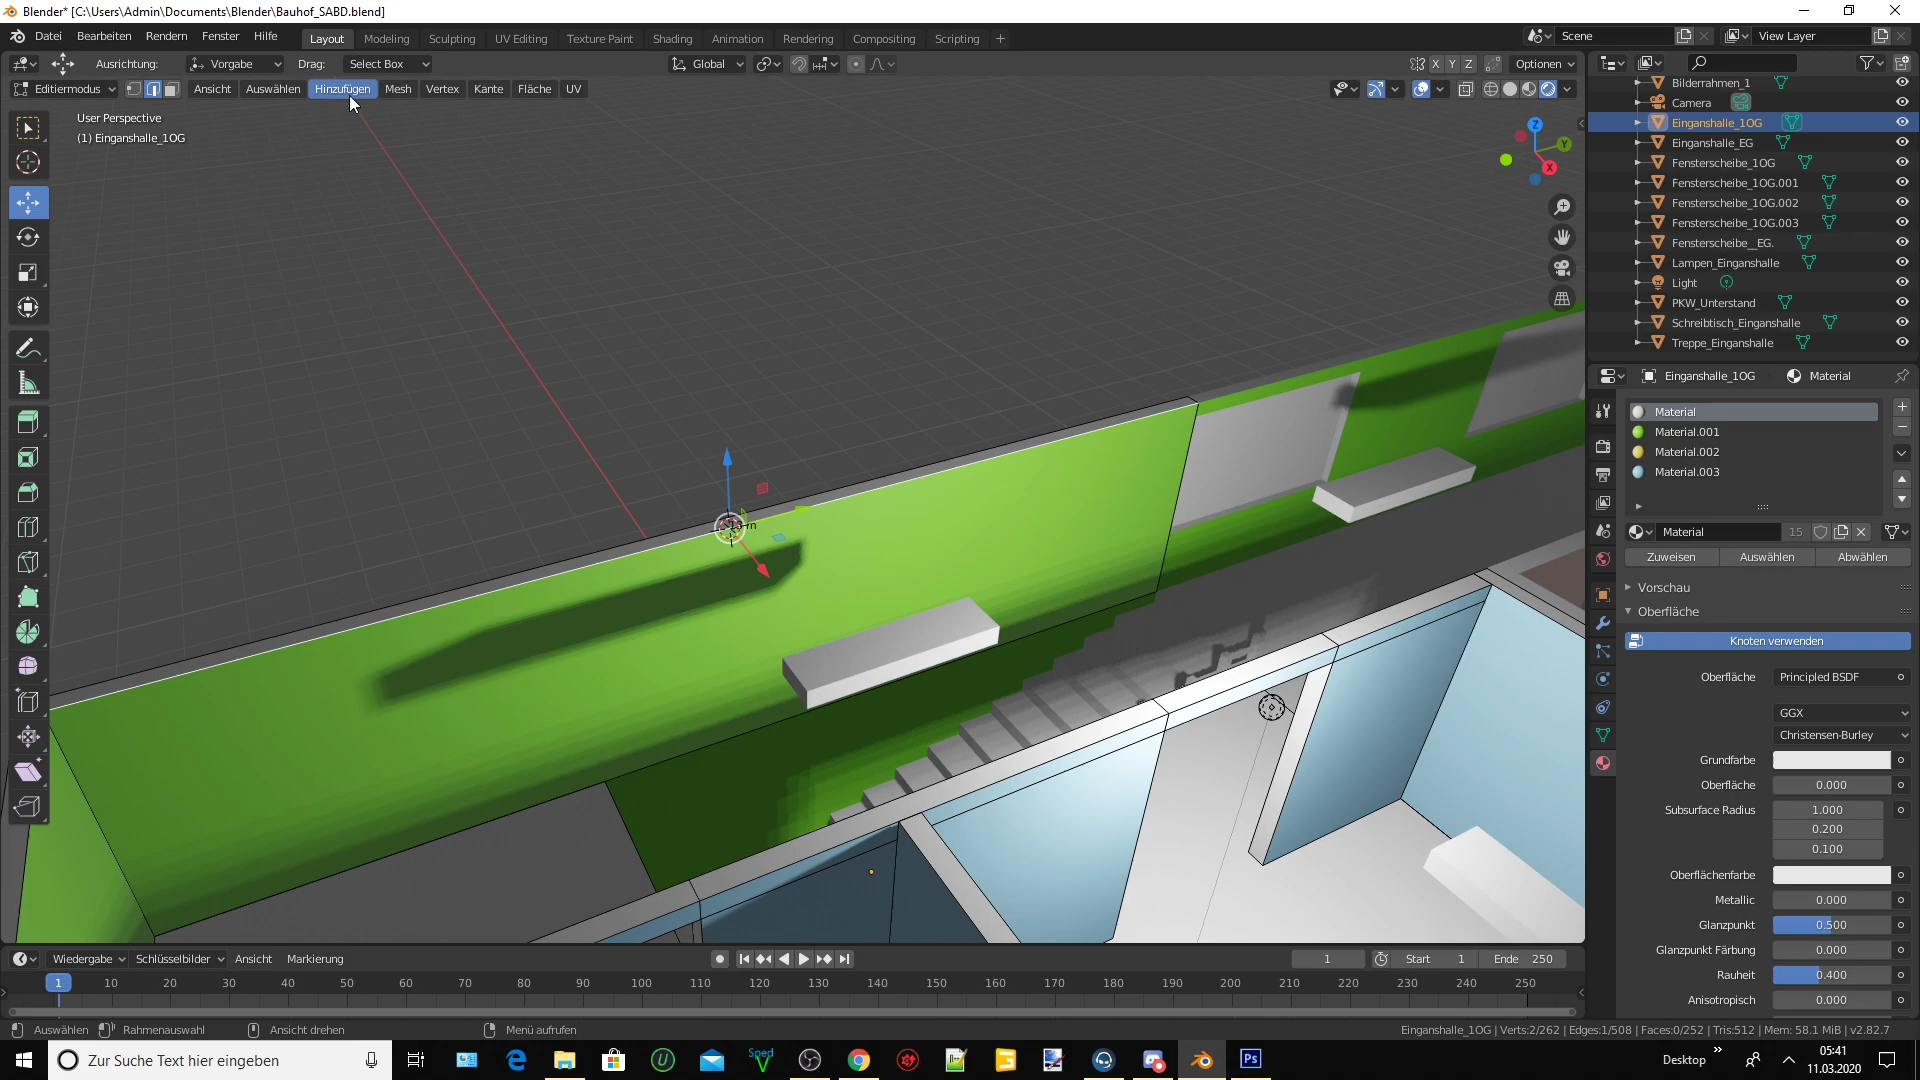 Blender* [C:\Users\Admin\Documents\Blender\Bauhof_SABD.blend]
Datei Bearbeiten Rendern Fenster Hilfe Layout Modeling Sculpting UV Editing Texture Paint Shading Animation Rendering Compositing Scripting + Scene View Layer
Ausrichtung: Vorgabe Drag: Select Box Global X Y Z Optionen
Editiermodus Ansicht Auswählen Hinzufügen Mesh Vertex Kante Fläche UV
User Perspective
(1) Einganshalle_1OG
Z
Y
X
Bilderrahmen_1
Camera
Einganshalle_1OG
Einganshalle_EG
Fensterscheibe_1OG
Fensterscheibe_1OG.001
Fensterscheibe_1OG.002
Fensterscheibe_1OG.003
Fensterscheibe__EG.
Lampen_Einganshalle
Light
PKW_Unterstand
Schreibtisch_Einganshalle
Treppe_Einganshalle
Einganshalle_1OG Material
Material
Material.001
Material.002
Material.003
Material 15
Zuweisen Auswählen Abwählen
Vorschau
Oberfläche
Knoten verwenden
Oberfläche Principled BSDF
GGX
Christensen-Burley
Grundfarbe
Oberfläche 0.000
Subsurface Radius 1.000
0.200
0.100
Oberflächenfarbe
Metallic 0.000
Glanzpunkt 0.500
Glanzpunkt Färbung 0.000
Rauheit 0.400
Anisotropisch 0.000
Wiedergabe Schlüsselbilder Ansicht Markierung 1 Start 1 Ende 250
1 10 20 30 40 50 60 70 80 90 100 110 120 130 140 150 160 170 180 190 200 210 220 230 240 250
Auswählen Rahmenauswahl Ansicht drehen Menü aufrufen Einganshalle_1OG | Verts:2/262 | Edges:1/508 | Faces:0/252 | Tris:512 | Mem: 58.1 MiB | v2.82.7
Zur Suche Text hier eingeben Sped Ps Desktop » 05:41
11.03.2020